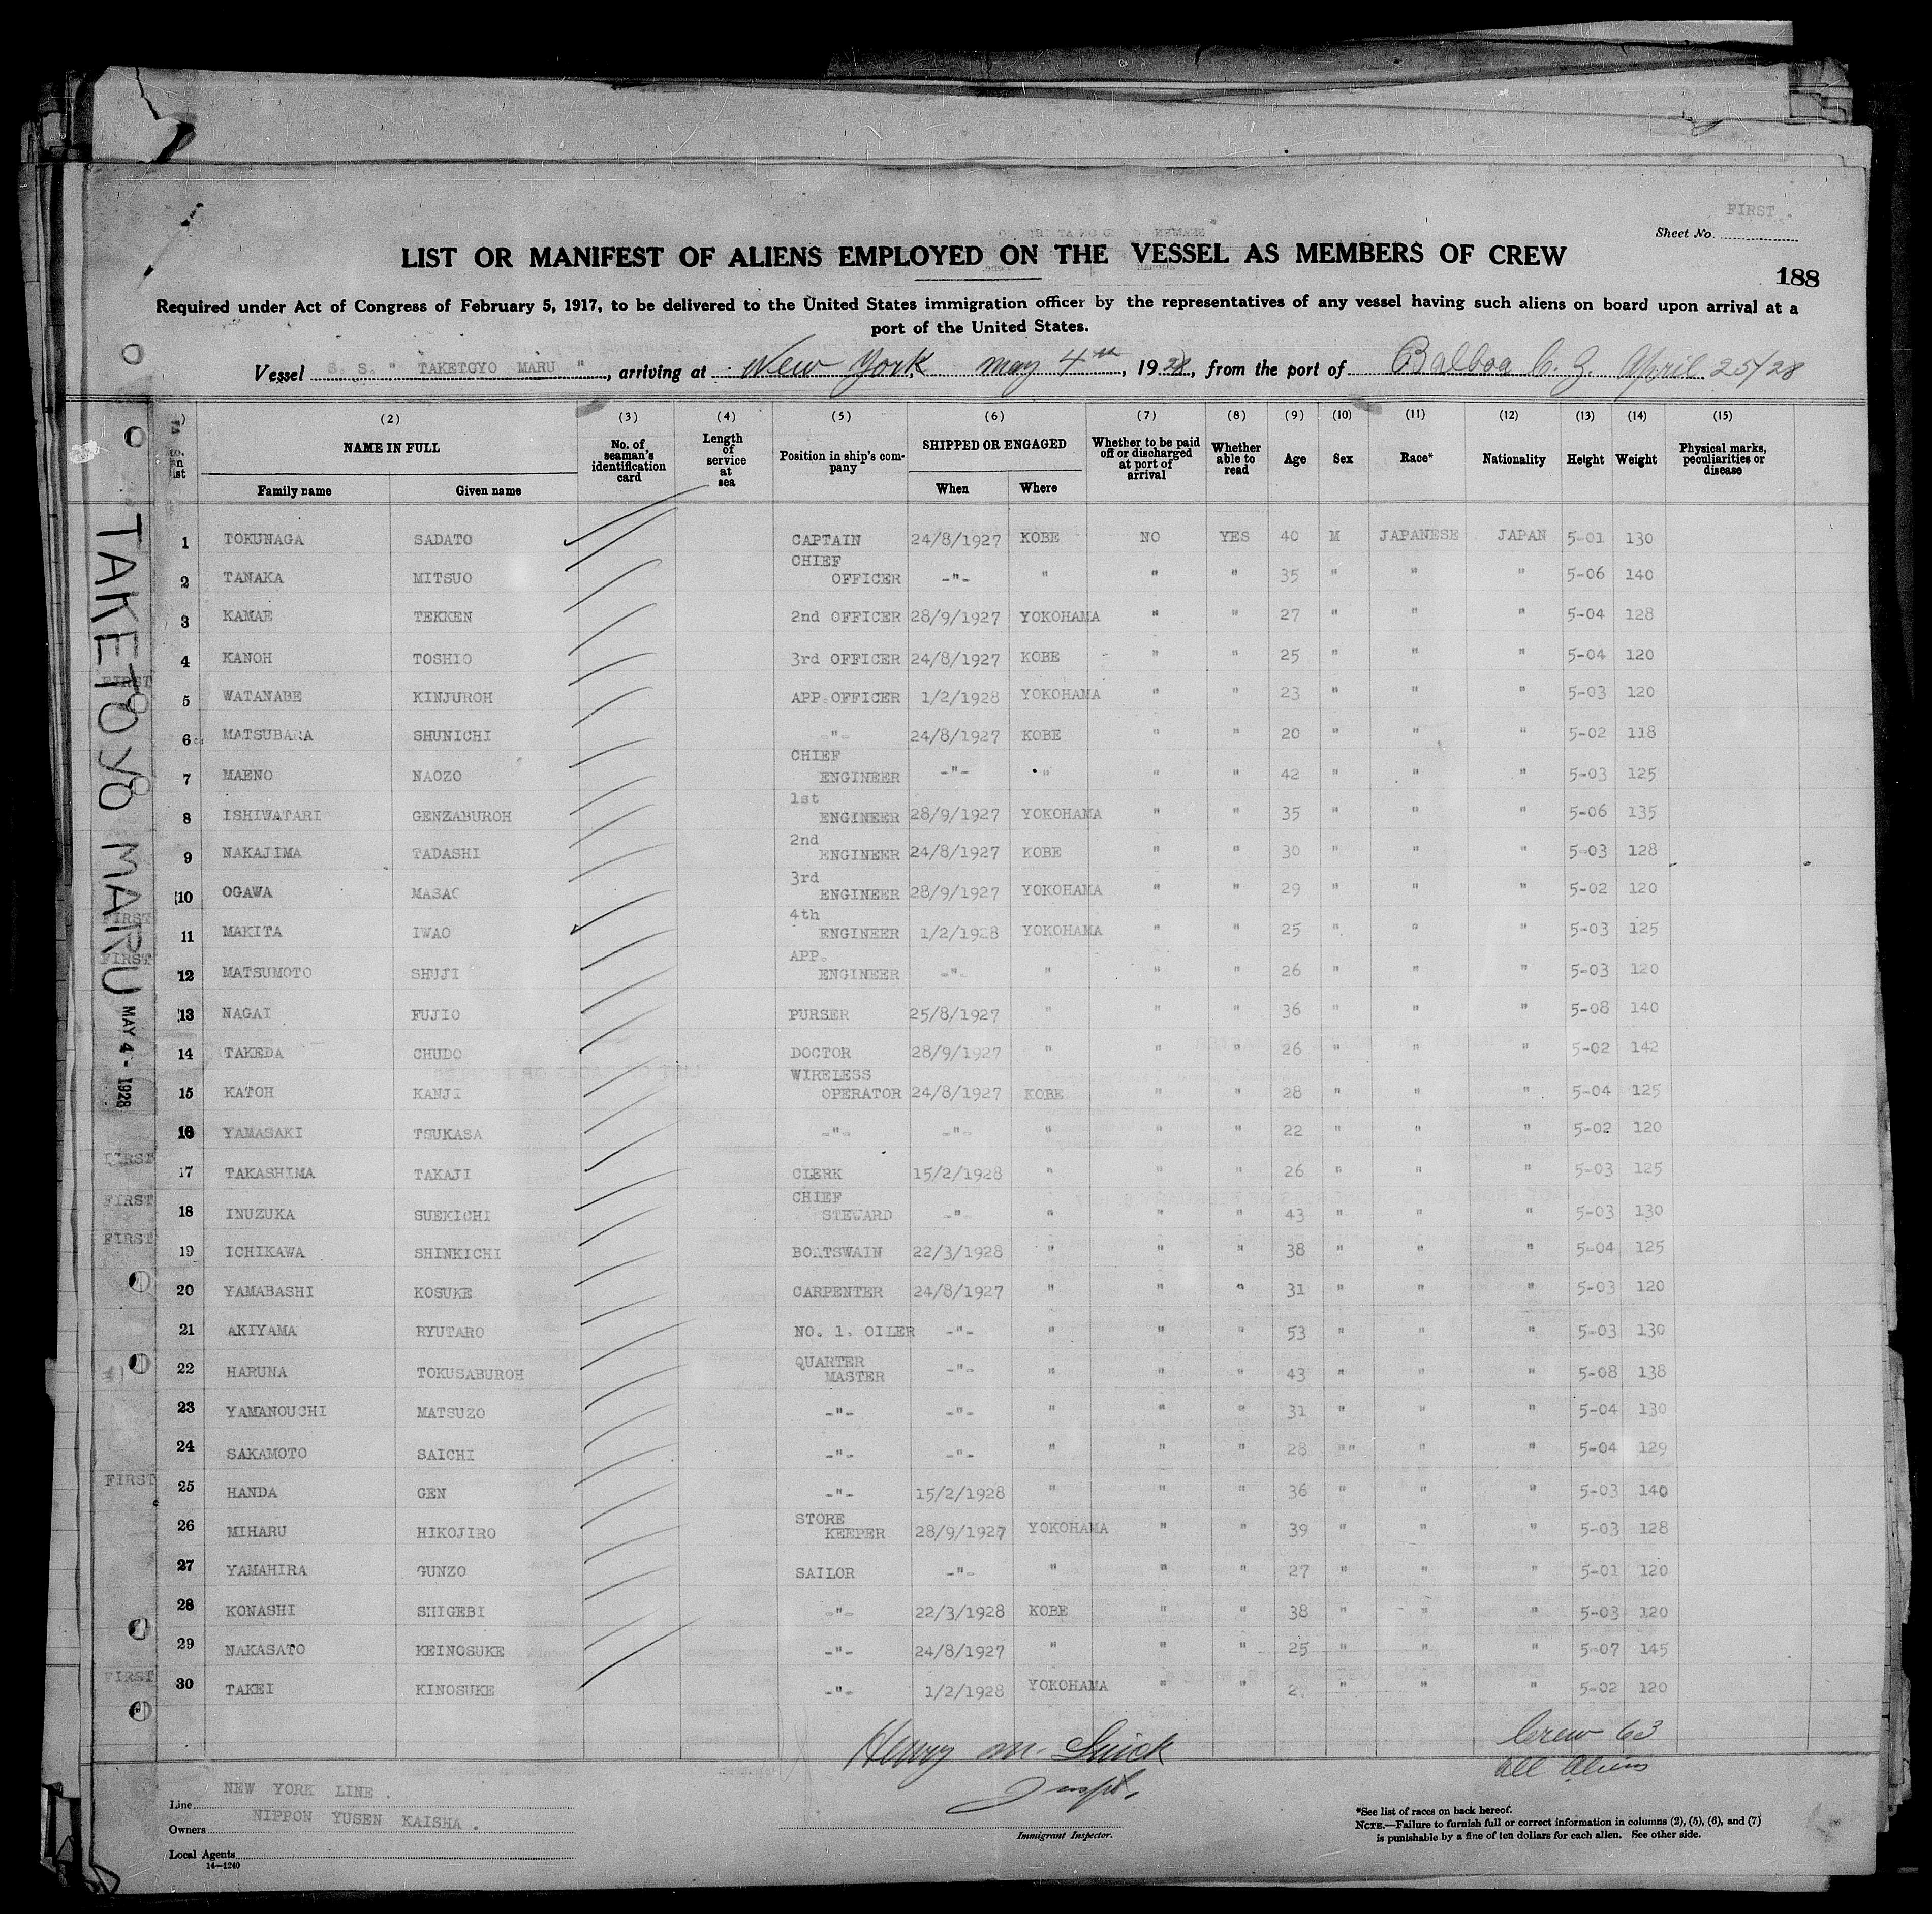 FIRST.
Sheet No.
LIST OR MANIFEST OF ALIENS EMPLOYED ON THE VESSEL AS MEMBERS OF CREW
188
Required under Act of Congress of February 5, 1917, to be delivered to the United States immigration officer by the representatives of any vessel having such aliens on board upon arrival at a
port of the United States.
Vessel S. S. " TAKETOYO MARU ", arriving at New York, May 4th, 1928, from the port of Balboa C. Z. April 25/28
(2) (3) (4) (5) (6) (7) (8) (9) (10) (11) (12) (13) (14) (15)
NAME IN FULL
Family name Given name
No. of seaman's identification card
Length of service at sea
Position in ship's company
SHIPPED OR ENGAGED
When Where
Whether to be paid off or discharged at port of arrival
Whether able to read
Age Sex Race* Nationality Height Weight
Physical marks, peculiarities or disease
1 TOKUNAGA SADATO CAPTAIN 24/8/1927 KOBE NO YES 40 M JAPANESE JAPAN 5-01 130
2 TANAKA MITSUO CHIEF OFFICER -"- " " " 35 " " " 5-06 140
3 KAMAE TEKKEN 2nd OFFICER 28/9/1927 YOKOHAMA " " 27 " " " 5-04 128
4 KANOH TOSHIO 3rd OFFICER 24/8/1927 KOBE " " 25 " " " 5-04 120
FIRST
5 WATANABE KINJUROH APP.OFFICER 1/2/1928 YOKOHAMA " " 23 " " " 5-03 120
6 MATSUBARA SHUNICHI -"- 24/8/1927 KOBE " " 20 " " " 5-02 118
7 MAENO NAOZO CHIEF ENGINEER -"- " " " 42 " " " 5-03 125
8 ISHIWATARI GENZABUROH 1st ENGINEER 28/9/1927 YOKOHAMA " " 35 " " " 5-06 135
9 NAKAJIMA TADASHI 2nd ENGINEER 24/8/1927 KOBE " " 30 " " " 5-03 128
10 OGAWA MASAO 3rd ENGINEER 28/9/1927 YOKOHAMA " " 29 " " " 5-02 120
FIRST
11 MAKITA IWAO 4th ENGINEER 1/2/1928 YOKOHAMA " " 25 " " " 5-03 125
FIRST
12 MATSUMOTO SHUJI APP. ENGINEER -"- " " " 26 " " " 5-03 120
13 NAGAI FUJIO PURSER 25/8/1927 " " " 36 " " " 5-08 140
14 TAKEDA CHUDO DOCTOR 28/9/1927 " " " 26 " " " 5-02 142
15 KATOH KANJI WIRELESS OPERATOR 24/8/1927 KOBE " " 28 " " " 5-04 125
16 YAMASAKI TSUKASA -"- -"- " " " 22 " " " 5-02 120
FIRST
17 TAKASHIMA TAKAJI CLERK 15/2/1928 " " " 26 " " " 5-03 125
FIRST
18 INUZUKA SUEKICHI CHIEF STEWARD -"- " " " 43 " " " 5-03 130
FIRST
19 ICHIKAWA SHINKICHI BOATSWAIN 22/3/1928 " " " 38 " " " 5-04 125
20 YAMABASHI KOSUKE CARPENTER 24/8/1927 " " " 31 " " " 5-03 120
21 AKIYAMA RYUTARO NO. 1. OILER -"- " " " 53 " " " 5-03 130
22 HARUNA TOKUSABUROH QUARTER MASTER -"- " " " 43 " " " 5-08 138
23 YAMANOUCHI MATSUZO -"- -"- " " " 31 " " " 5-04 130
24 SAKAMOTO SAICHI -"- -"- " " " 28 "" " " 5-04 129
FIRST
25 HANDA GEN -"- 15/2/1928 " " " 36 " " " 5-03 140
26 MIHARU HIKOJIRO STORE KEEPER 28/9/1927 YOKOHAMA " " 39 " " " 5-03 128
27 YAMAHIRA GUNZO SAILOR -"- " " " 27 " " " 5-01 120
28 KONASHI SHIGEBI -"- 22/3/1928 KOBE " " 38 " " " 5-03 120
29 NAKASATO KEINOSUKE -"- 24/8/1927 " " " 25 " " " 5-07 145
FIRST
30 TAKEI KINOSUKE -"- 1/2/1928 YOKOHAMA " " " " " 5-02 120
TAKETOYO MARU MAY 4 - 1928
Crew 63
all aliens
Henry M.
Inspt.
Immigrant Inspector.
Line NEW YORK LINE.
Owners NIPPON YUSEN KAISHA.
Local Agents
14—1240
*See list of races on back hereof.
NOTE.—Failure to furnish full or correct information in columns (2), (5), (6), and (7)
is punishable by a fine of ten dollars for each alien. See other side.